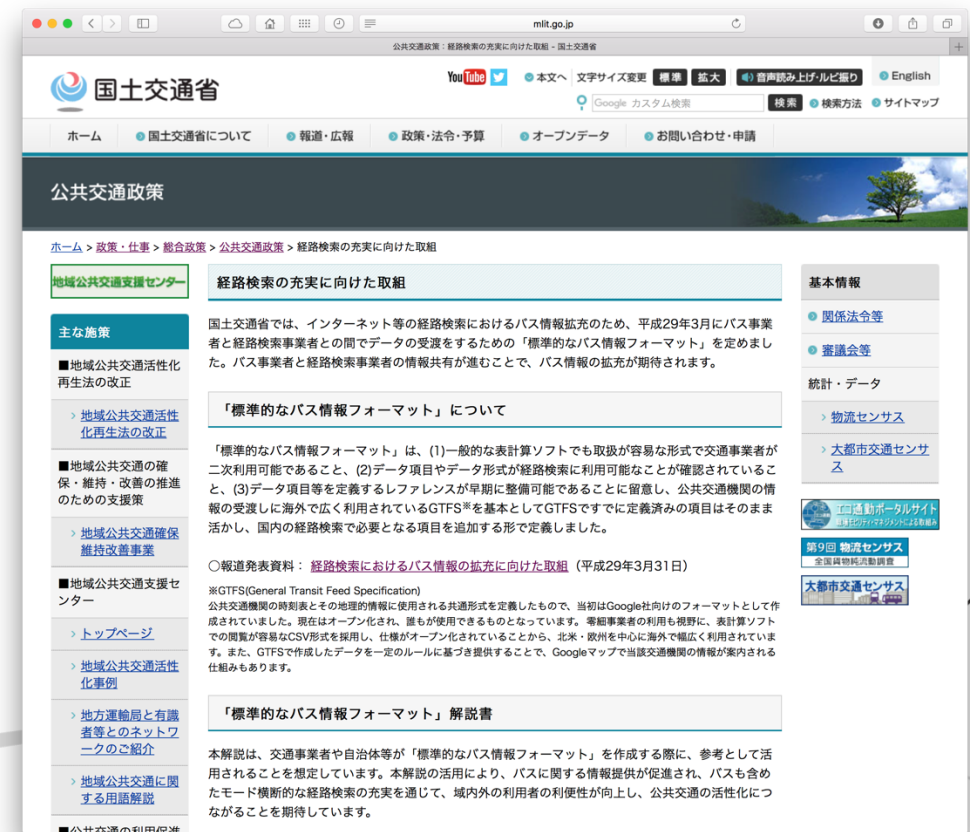 mlit.go.jp
公共交通政策：経路検索の充実に向けた取組 - 国土交通省
国土交通省
You Tube
本文へ
文字サイズ変更 標準 拡大
音声読み上げ・ルビ振り
English
Google カスタム検索
検索
検索方法
サイトマップ
ホーム
国土交通省について
報道・広報
政策・法令・予算
オープンデータ
お問い合わせ・申請
公共交通政策
ホーム > 政策・仕事 > 総合政策 > 公共交通政策 > 経路検索の充実に向けた取組
地域公共交通支援センター
主な施策
■地域公共交通活性化
再生法の改正
地域公共交通活性
化再生法の改正
■地域公共交通の確
保・維持・改善の推進
のための支援策
地域公共交通確保
維持改善事業
■地域公共交通支援セ
ンター
トップページ
地域公共交通活性
化事例
地方運輸局と有識
者等とのネットワ
ークのご紹介
地域公共交通に関
する用語解説
■公共交通の利用促進
経路検索の充実に向けた取組
国土交通省では、インターネット等の経路検索におけるバス情報拡充のため、平成29年3月にバス事業
者と経路検索事業者との間でデータの受渡をするための「標準的なバス情報フォーマット」を定めまし
た。バス事業者と経路検索事業者の情報共有が進むことで、バス情報の拡充が期待されます。
「標準的なバス情報フォーマット」について
「標準的なバス情報フォーマット」は、(1)一般的な表計算ソフトでも取扱が容易な形式で交通事業者が
二次利用可能であること、(2)データ項目やデータ形式が経路検索に利用可能なことが確認されているこ
と、(3)データ項目等を定義するレファレンスが早期に整備可能であることに留意し、公共交通機関の情
報の受渡しに海外で広く利用されているGTFS※を基本としてGTFSですでに定義済みの項目はそのまま
活かし、国内の経路検索で必要となる項目を追加する形で定義しました。
○報道発表資料： 経路検索におけるバス情報の拡充に向けた取組（平成29年3月31日）
※GTFS(General Transit Feed Specification)
公共交通機関の時刻表とその地理的情報に使用される共通形式を定義したもので、当初はGoogle社向けのフォーマットとして作
成されていました。現在はオープン化され、誰もが使用できるものとなっています。 零細事業者の利用も視野に、表計算ソフト
での閲覧が容易なCSV形式を採用し、仕様がオープン化されていることから、北米・欧州を中心に海外で幅広く利用されていま
す。また、GTFSで作成したデータを一定のルールに基づき提供することで、Googleマップで当該交通機関の情報が案内される
仕組みもあります。
「標準的なバス情報フォーマット」解説書
本解説は、交通事業者や自治体等が「標準的なバス情報フォーマット」を作成する際に、参考として活
用されることを想定しています。本解説の活用により、バスに関する情報提供が促進され、バスも含め
たモード横断的な経路検索の充実を通じて、域内外の利用者の利便性が向上し、公共交通の活性化につ
ながることを期待しています。
基本情報
関係法令等
審議会等
統計・データ
物流センサス
大都市交通センサ
ス
エコ通勤ポータルサイト
第9回 物流センサス
全国貨物純流動調査
大都市交通センサス